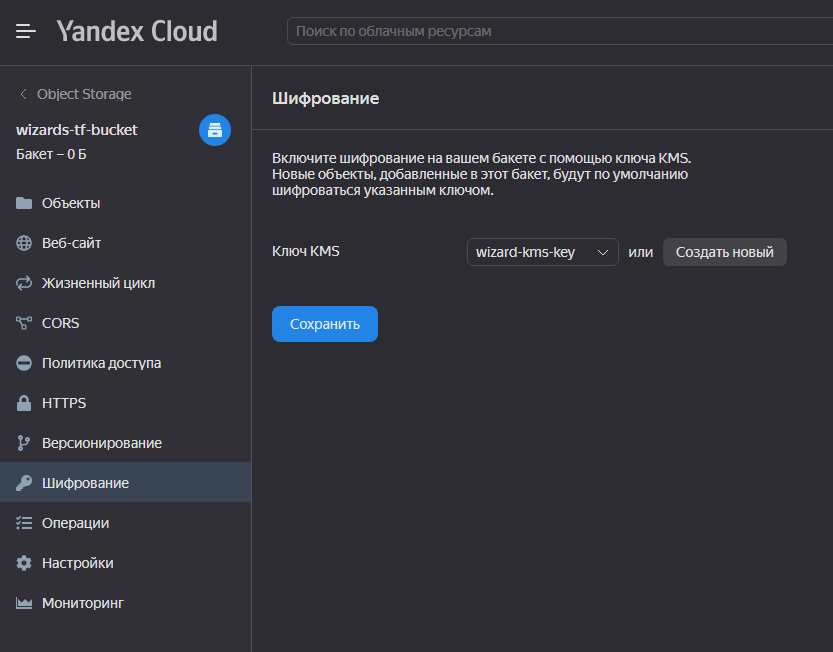 Yandex Cloud
Поиск по облачным ресурсам
Object Storage
wizards-tf-bucket
Бакет – 0 Б
Объекты
Веб-сайт
Жизненный цикл
CORS
Политика доступа
HTTPS
Версионирование
Шифрование
Операции
Настройки
Мониторинг
Шифрование
Включите шифрование на вашем бакете с помощью ключа KMS.
Новые объекты, добавленные в этот бакет, будут по умолчанию
шифроваться указанным ключом.
Ключ KMS wizard-kms-key или Создать новый
Сохранить